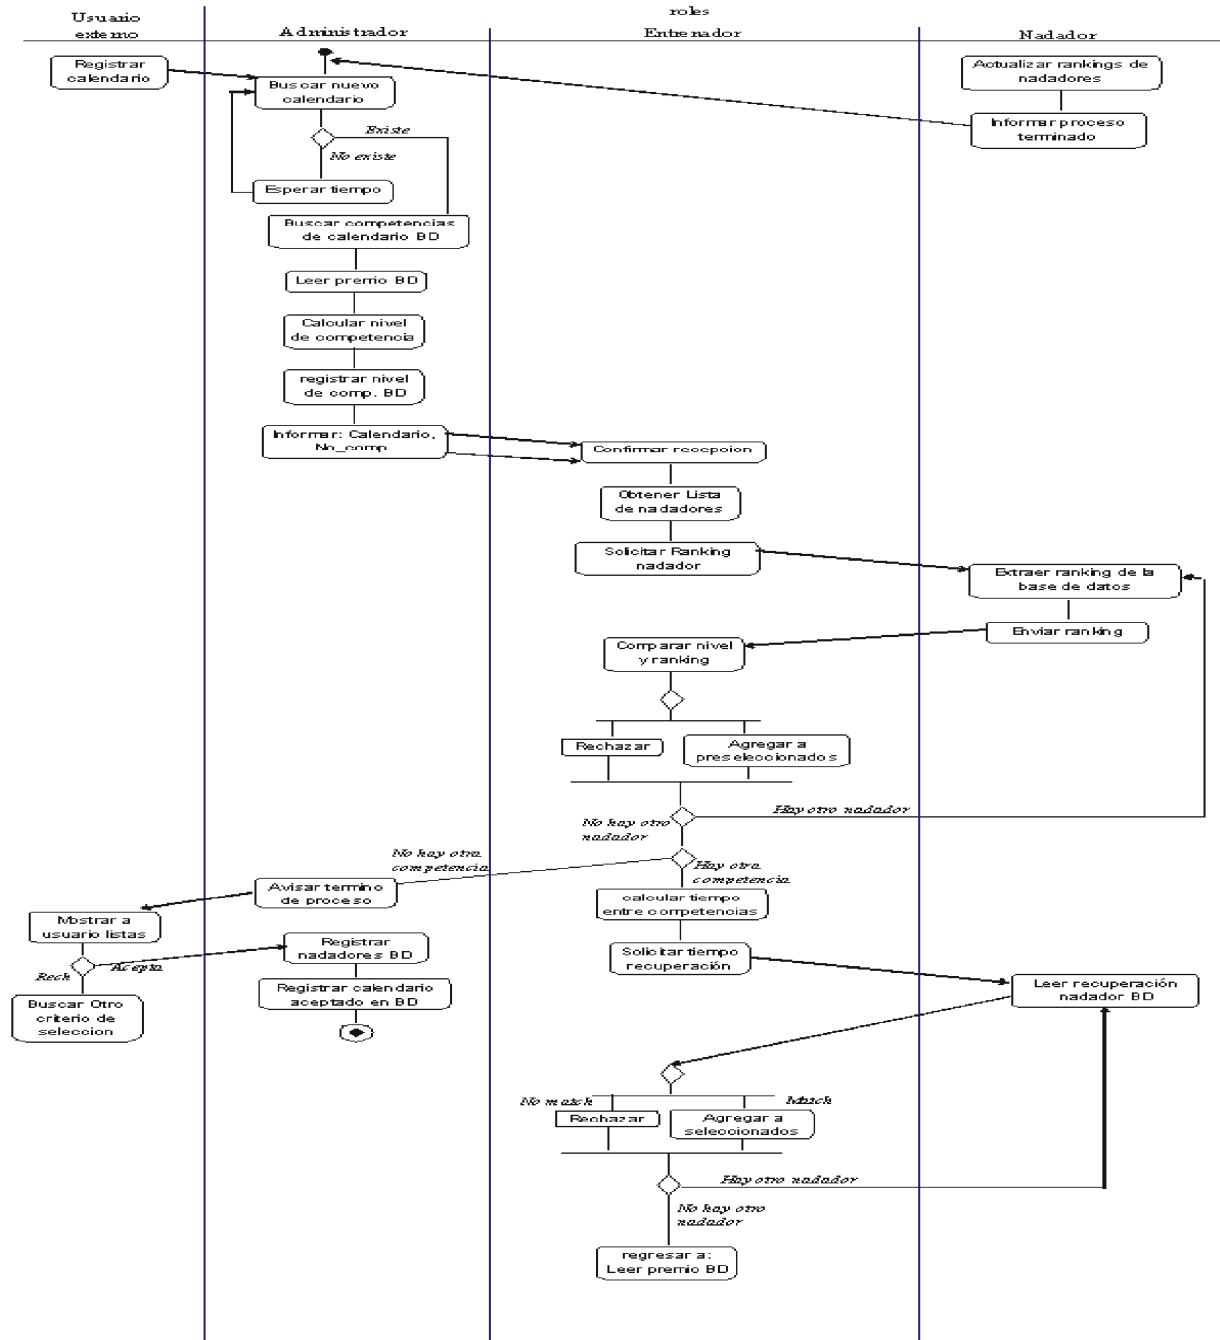 roles
Usuario
externo
Administrador
Entrenador
Nadador
Registrar
calendario
Buscar nuevo
calendario
Actualizar rankings de
nadadores
Informar proceso
terminado
Existe
No existe
Esperar tiempo
Buscar competencias
de calendario BD
Leer premio BD
Calcular nivel
de competencia
registrar nivel
de comp. BD
Informar: Calendario,
No_comp
Confirmar recepcion
Obtener Lista
de nadadores
Solicitar Ranking
nadador
Extraer ranking de la
base de datos
Enviar ranking
Comparar nivel
y ranking
Rechazar
Agregar a
preseleccionados
Hay otro nadador
No hay otro
nadador
No hay otra
competencia
Hay otra
competencia
Avisar termino
de proceso
calcular tiempo
entre competencias
Mostrar a
usuario listas
Registrar
nadadores BD
Solicitar tiempo
recuperación
Rech
Acepta
Buscar Otro
criterio de
seleccion
Registrar calendario
aceptado en BD
Leer recuperación
nadador BD
No match
Match
Rechazar
Agregar a
seleccionados
Hay otro nadador
No hay otro
nadador
regresar a:
Leer premio BD